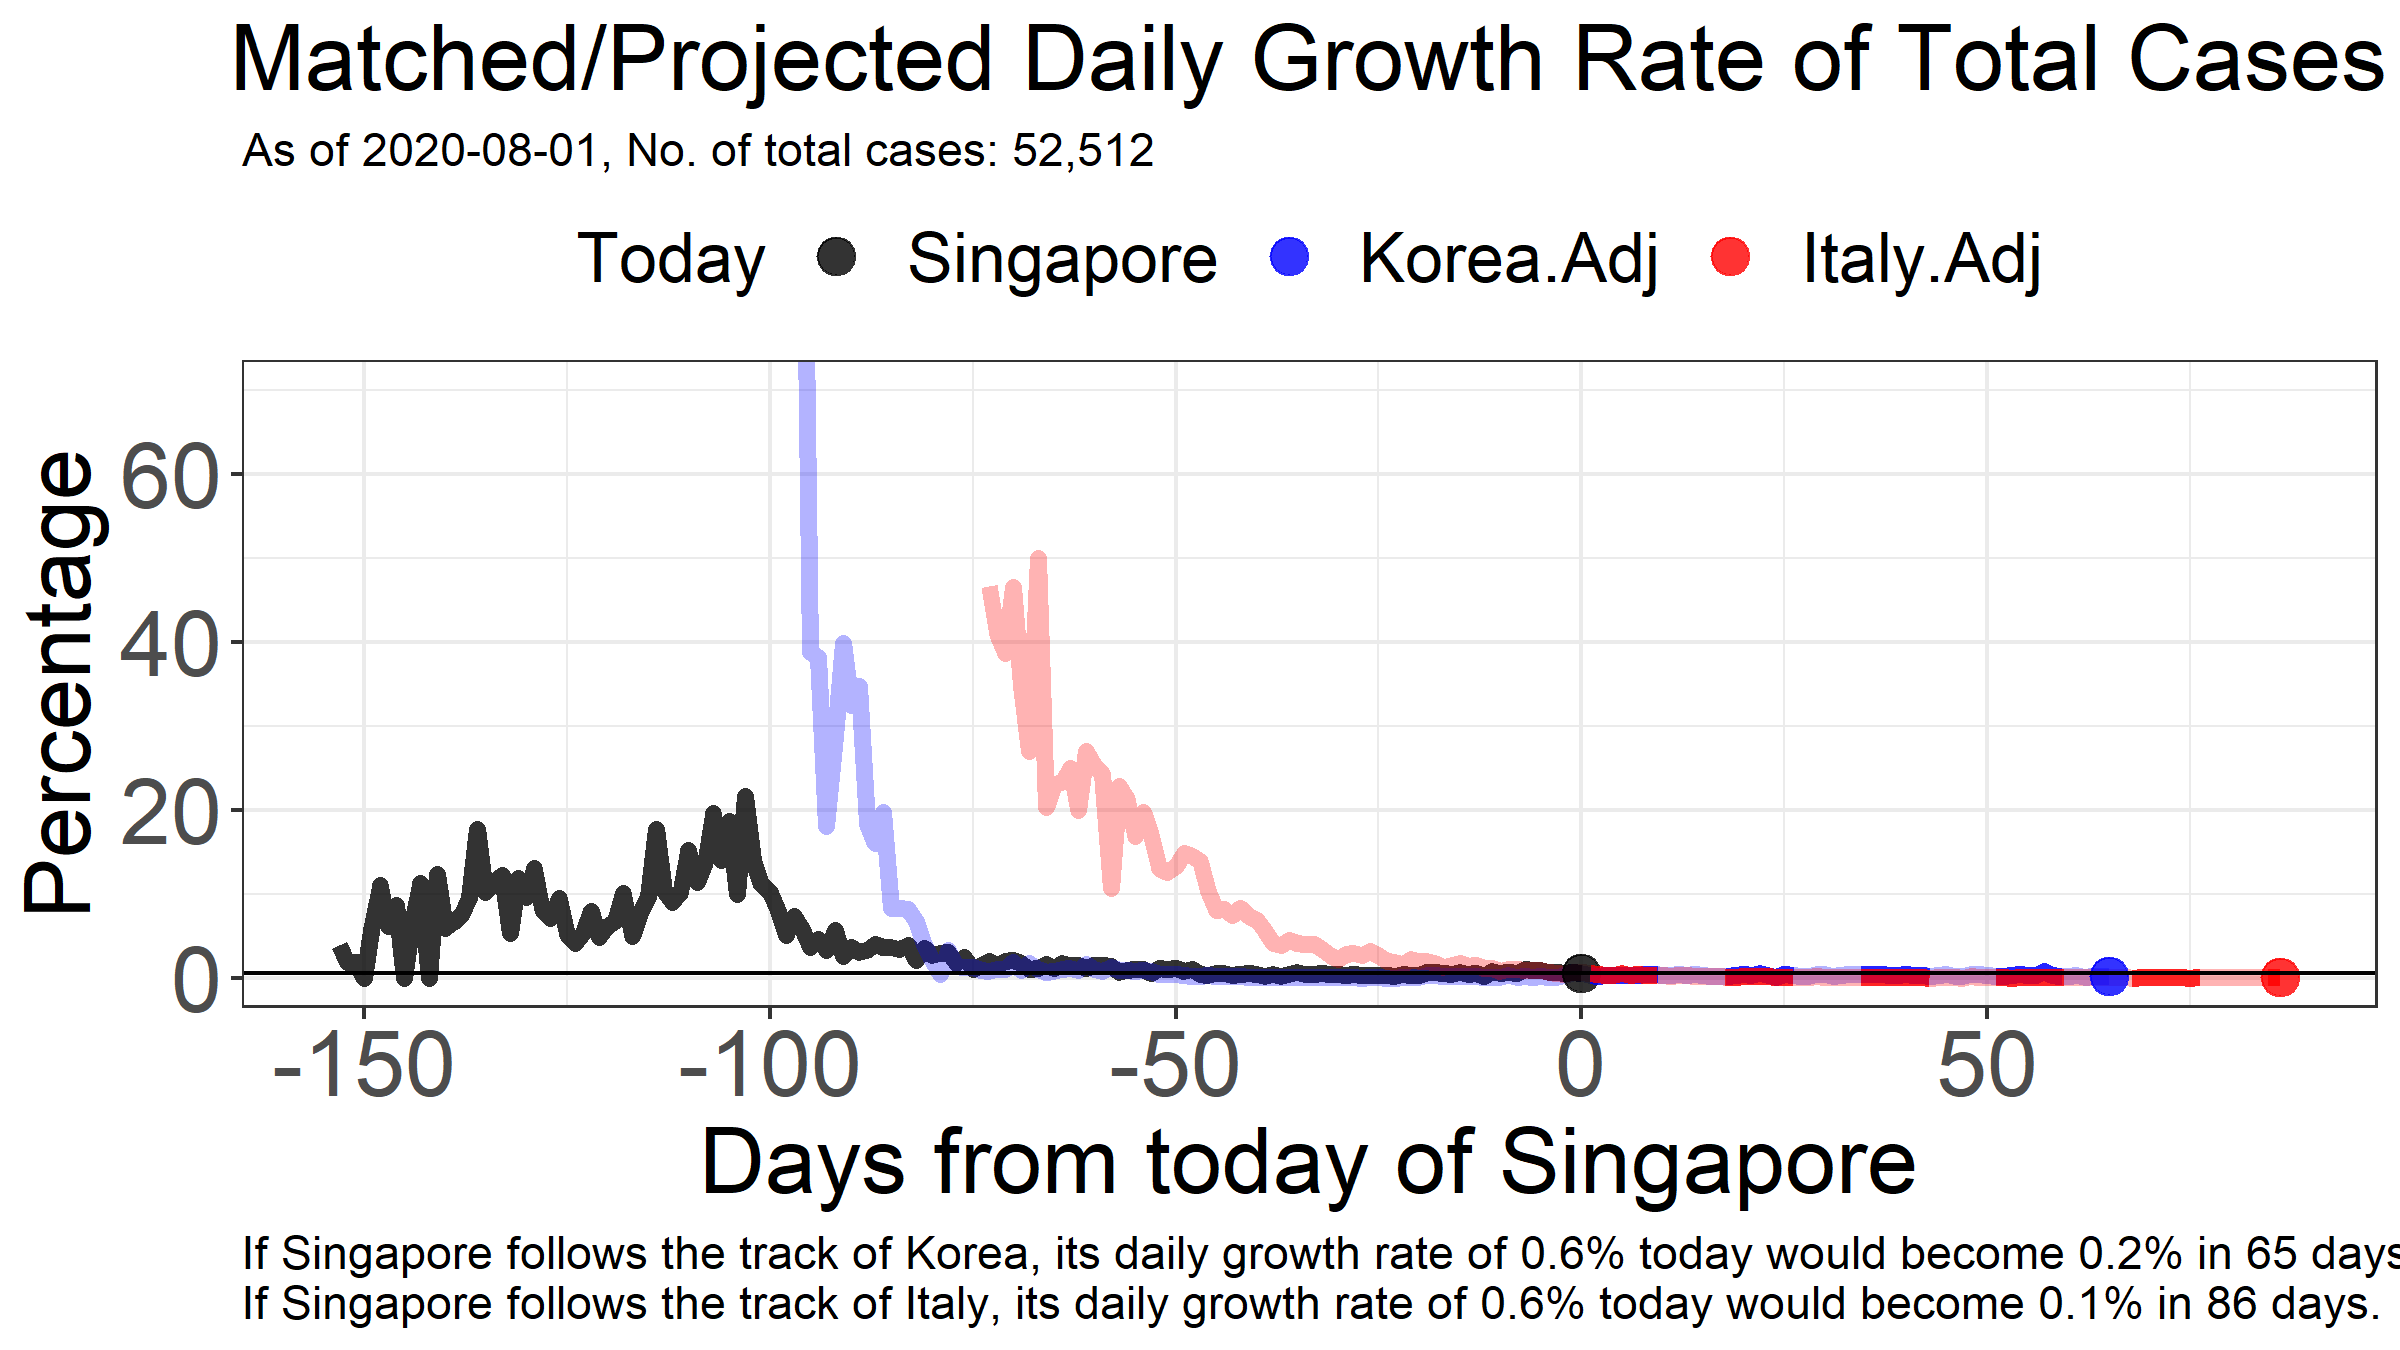 Matched/Projected Daily Growth Rate of Total Cases
As of 2020-08-01, No. of total cases: 52,512
Today Singapore Korea.Adj Italy.Adj
Percentage
60
40
20
0
-150 -100 -50 0 50
Days from today of Singapore
If Singapore follows the track of Korea, its daily growth rate of 0.6% today would become 0.2% in 65 days
If Singapore follows the track of Italy, its daily growth rate of 0.6% today would become 0.1% in 86 days.